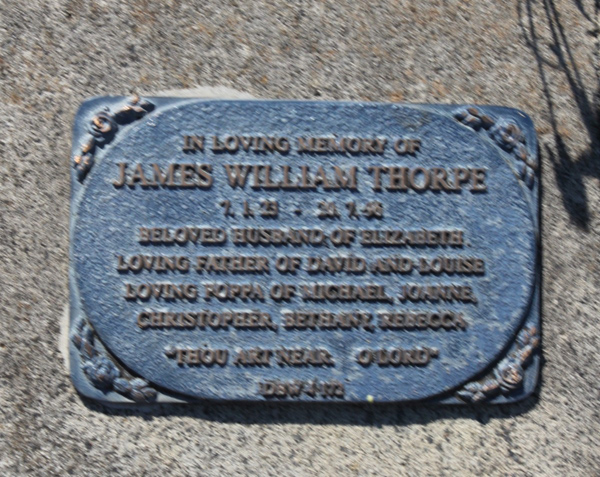 IN LOVING MEMORY OF
JAMES WILLIAM THORPE
BELOVED HUSBAND OF ELIZABETH
LOVING FATHER OF DAVID AND LOUISE
LOVING POPPA OF MICHAEL, JOANNE,
CHRISTOPHER, BETHANY, REBECCA
"THOU ART NEAR O LORD"